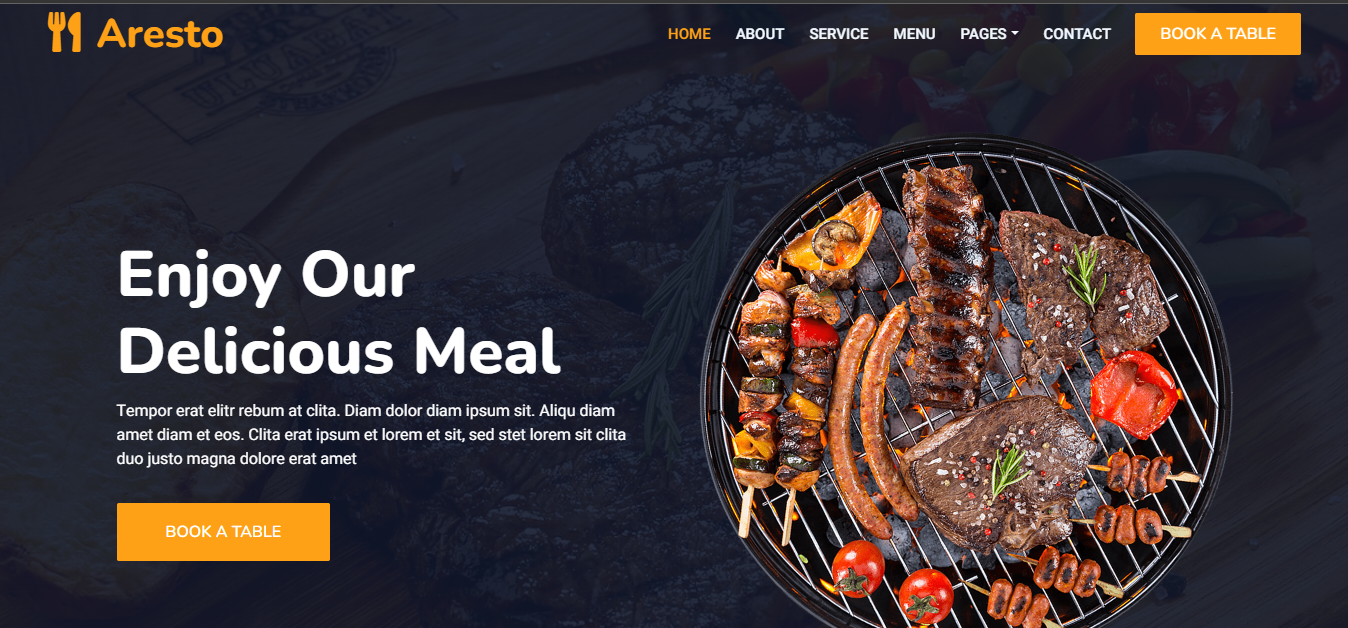 Aresto
HOME ABOUT SERVICE MENU PAGES CONTACT BOOK A TABLE
Enjoy Our
Delicious Meal
Tempor erat elitr rebum at clita. Diam dolor diam ipsum sit. Aliqu diam
amet diam et eos. Clita erat ipsum et lorem et sit, sed stet lorem sit clita
duo justo magna dolore erat amet
BOOK A TABLE